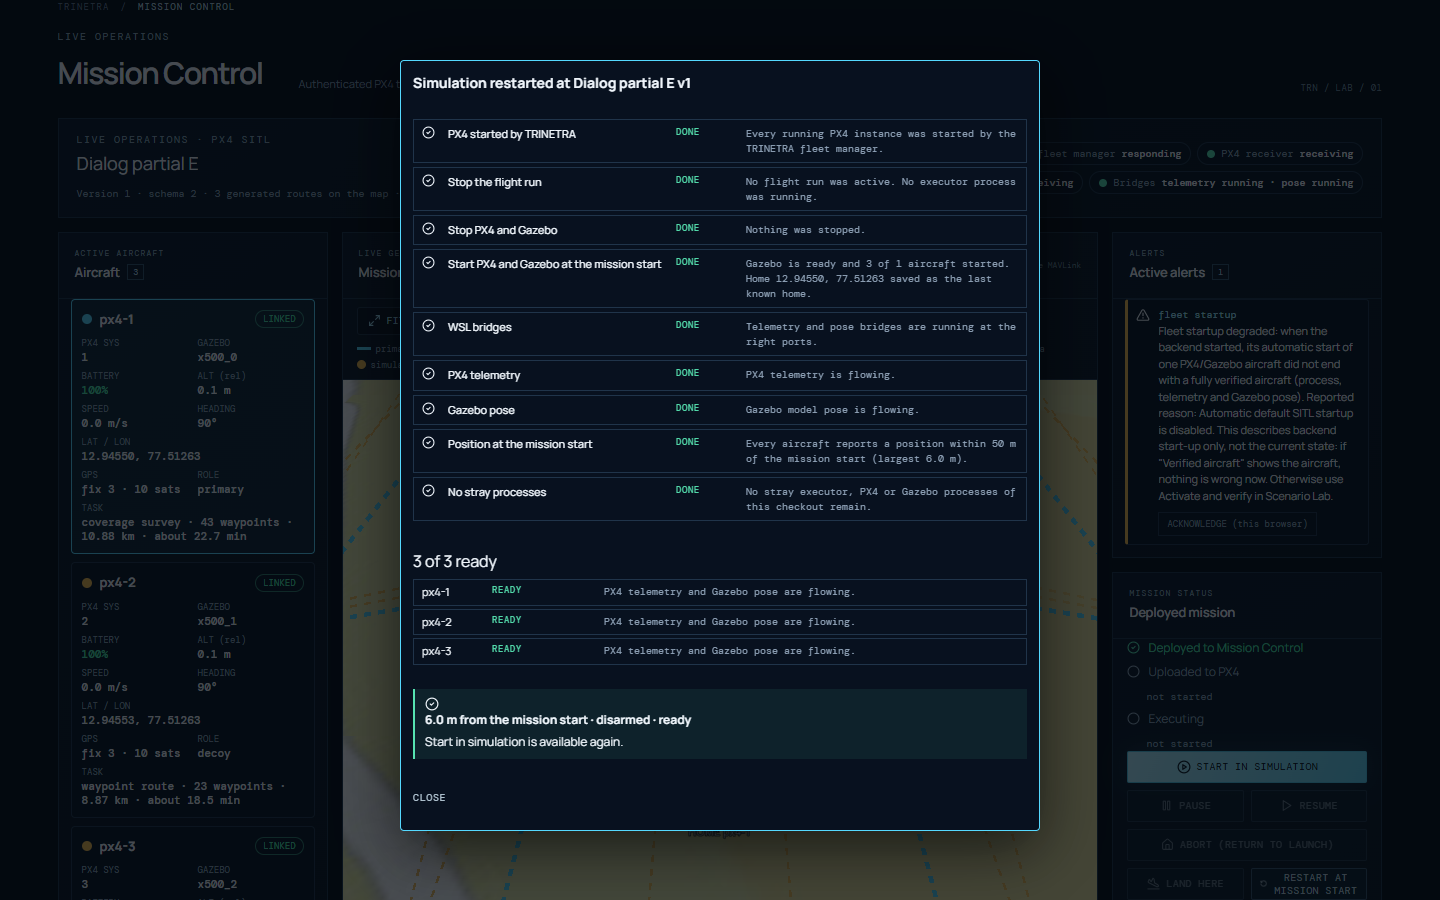 TRINETRA / MISSION CONTROL
LIVE OPERATIONS
Mission Control
Authenticated PX4 t
TRN / LAB / 01
LIVE OPERATIONS · PX4 SITL
Dialog partial E
Version 1 · schema 2 · 3 generated routes on the map ·
fleet manager responding
PX4 receiver receiving
eiving
Bridges telemetry running · pose running
ACTIVE AIRCRAFT
Aircraft 3
px4-1 LINKED
PX4 SYS GAZEBO
1 x500_0
BATTERY ALT (rel)
100% 0.1 m
SPEED HEADING
0.0 m/s 90°
LAT / LON
12.94550, 77.51263
GPS ROLE
fix 3 · 10 sats primary
TASK
coverage survey · 43 waypoints ·
10.88 km · about 22.7 min
px4-2 LINKED
PX4 SYS GAZEBO
2 x500_1
BATTERY ALT (rel)
100% 0.1 m
SPEED HEADING
0.0 m/s 90°
LAT / LON
12.94553, 77.51263
GPS ROLE
fix 3 · 10 sats decoy
TASK
waypoint route · 23 waypoints ·
8.87 km · about 18.5 min
px4-3 LINKED
PX4 SYS GAZEBO
3 x500_2
LIVE SE
Mission
MAVLink
FI
prim
simul
Simulation restarted at Dialog partial E v1
PX4 started by TRINETRA DONE Every running PX4 instance was started by the
TRINETRA fleet manager.
Stop the flight run DONE No flight run was active. No executor process
was running.
Stop PX4 and Gazebo DONE Nothing was stopped.
Start PX4 and Gazebo at the mission start DONE Gazebo is ready and 3 of 1 aircraft started.
Home 12.94550, 77.51263 saved as the last
known home.
WSL bridges DONE Telemetry and pose bridges are running at the
right ports.
PX4 telemetry DONE PX4 telemetry is flowing.
Gazebo pose DONE Gazebo model pose is flowing.
Position at the mission start DONE Every aircraft reports a position within 50 m
of the mission start (largest 6.0 m).
No stray processes DONE No stray executor, PX4 or Gazebo processes of
this checkout remain.
3 of 3 ready
px4-1 READY PX4 telemetry and Gazebo pose are flowing.
px4-2 READY PX4 telemetry and Gazebo pose are flowing.
px4-3 READY PX4 telemetry and Gazebo pose are flowing.
6.0 m from the mission start · disarmed · ready
Start in simulation is available again.
CLOSE
ALERTS
Active alerts 1
fleet startup
Fleet startup degraded: when the
backend started, its automatic start of
one PX4/Gazebo aircraft did not end
with a fully verified aircraft (process,
telemetry and Gazebo pose). Reported
reason: Automatic default SITL startup
is disabled. This describes backend
start-up only, not the current state: if
"Verified aircraft" shows the aircraft,
nothing is wrong now. Otherwise use
Activate and verify in Scenario Lab.
ACKNOWLEDGE (this browser)
MISSION STATUS
Deployed mission
Deployed to Mission Control
Uploaded to PX4
not started
Executing
not started
START IN SIMULATION
PAUSE RESUME
ABORT (RETURN TO LAUNCH)
LAND HERE
RESTART AT
MISSION START